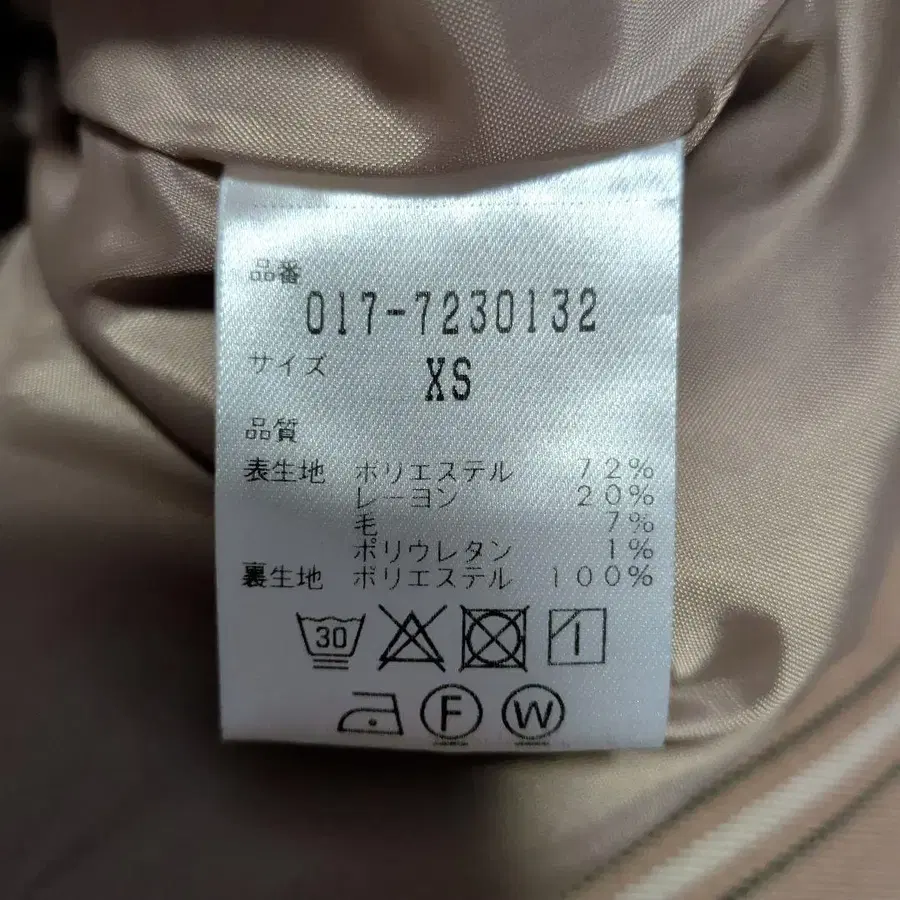 品番
017-7230132
サイズ XS
品質
表生地 ポリエステル 72%
レーヨン 20%
毛 7%
ポリウレタン 1%
裏生地 ポリエステル 100%
30
F W